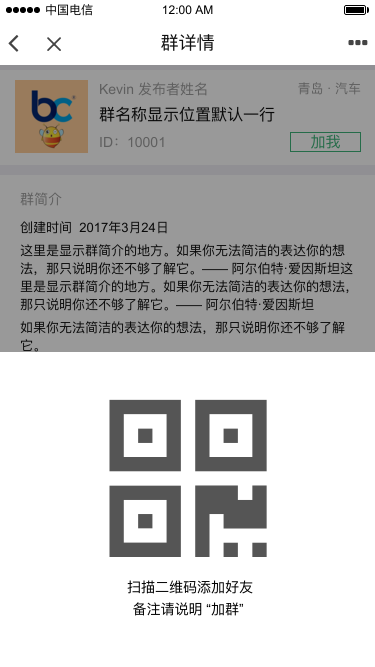 中国电信 12:00 AM
群详情
bc
Kevin 发布者姓名 青岛 · 汽车
群名称显示位置默认一行
ID：10001 加我
群简介
创建时间 2017年3月24日
这里是显示群简介的地方。如果你无法简洁的表达你的想
法，那只说明你还不够了解它。—— 阿尔伯特·爱因斯坦这
里是显示群简介的地方。如果你无法简洁的表达你的想法，
那只说明你还不够了解它。—— 阿尔伯特·爱因斯坦
如果你无法简洁的表达你的想法，那只说明你还不够了解
它。
扫描二维码添加好友
备注请说明 “加群”